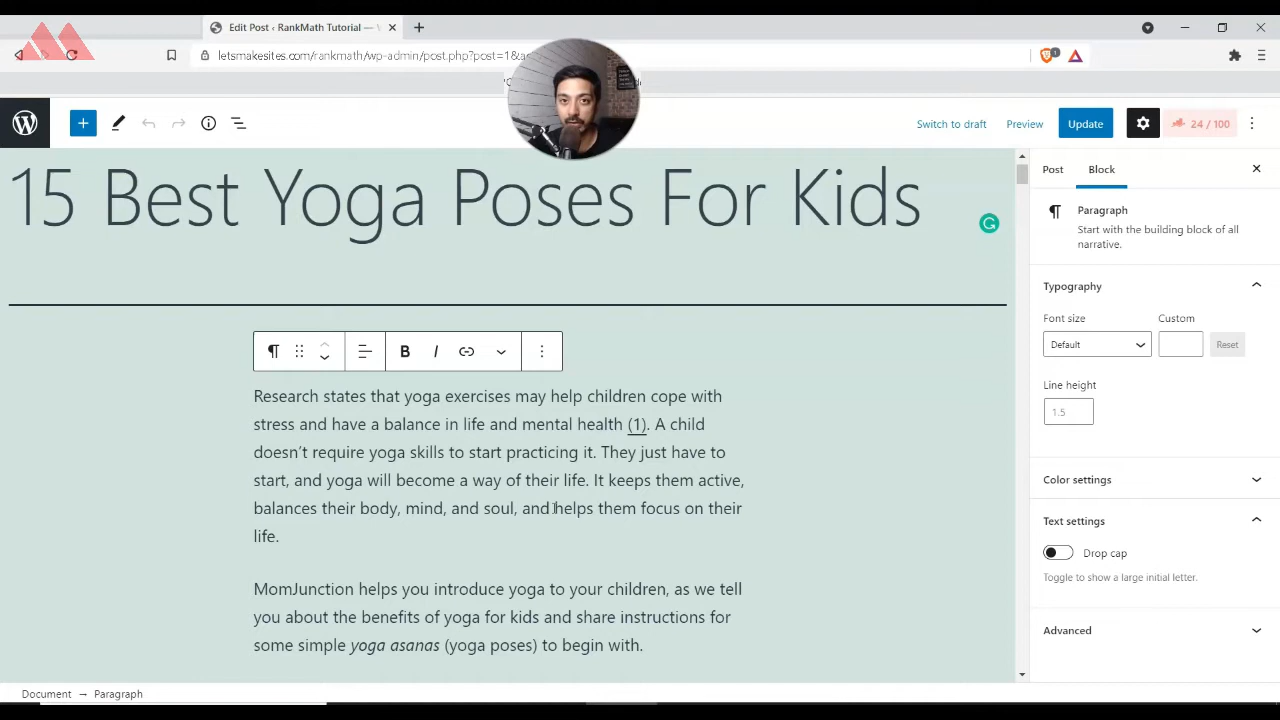 Edit Post ‹ RankMath Tutorial —
letsmakesites.com/rankmath/wp-admin/post.php?post=1&a
Switch to draft
Preview
Update
24 / 100
15 Best Yoga Poses For Kids
B I
Research states that yoga exercises may help children cope with
stress and have a balance in life and mental health (1). A child
doesn’t require yoga skills to start practicing it. They just have to
start, and yoga will become a way of their life. It keeps them active,
balances their body, mind, and soul, and helps them focus on their
life.
MomJunction helps you introduce yoga to your children, as we tell
you about the benefits of yoga for kids and share instructions for
some simple yoga asanas (yoga poses) to begin with.
Document → Paragraph
Post
Block
Paragraph
Start with the building block of all
narrative.
Typography
Font size
Custom
Default
Reset
Line height
1.5
Color settings
Text settings
Drop cap
Toggle to show a large initial letter.
Advanced